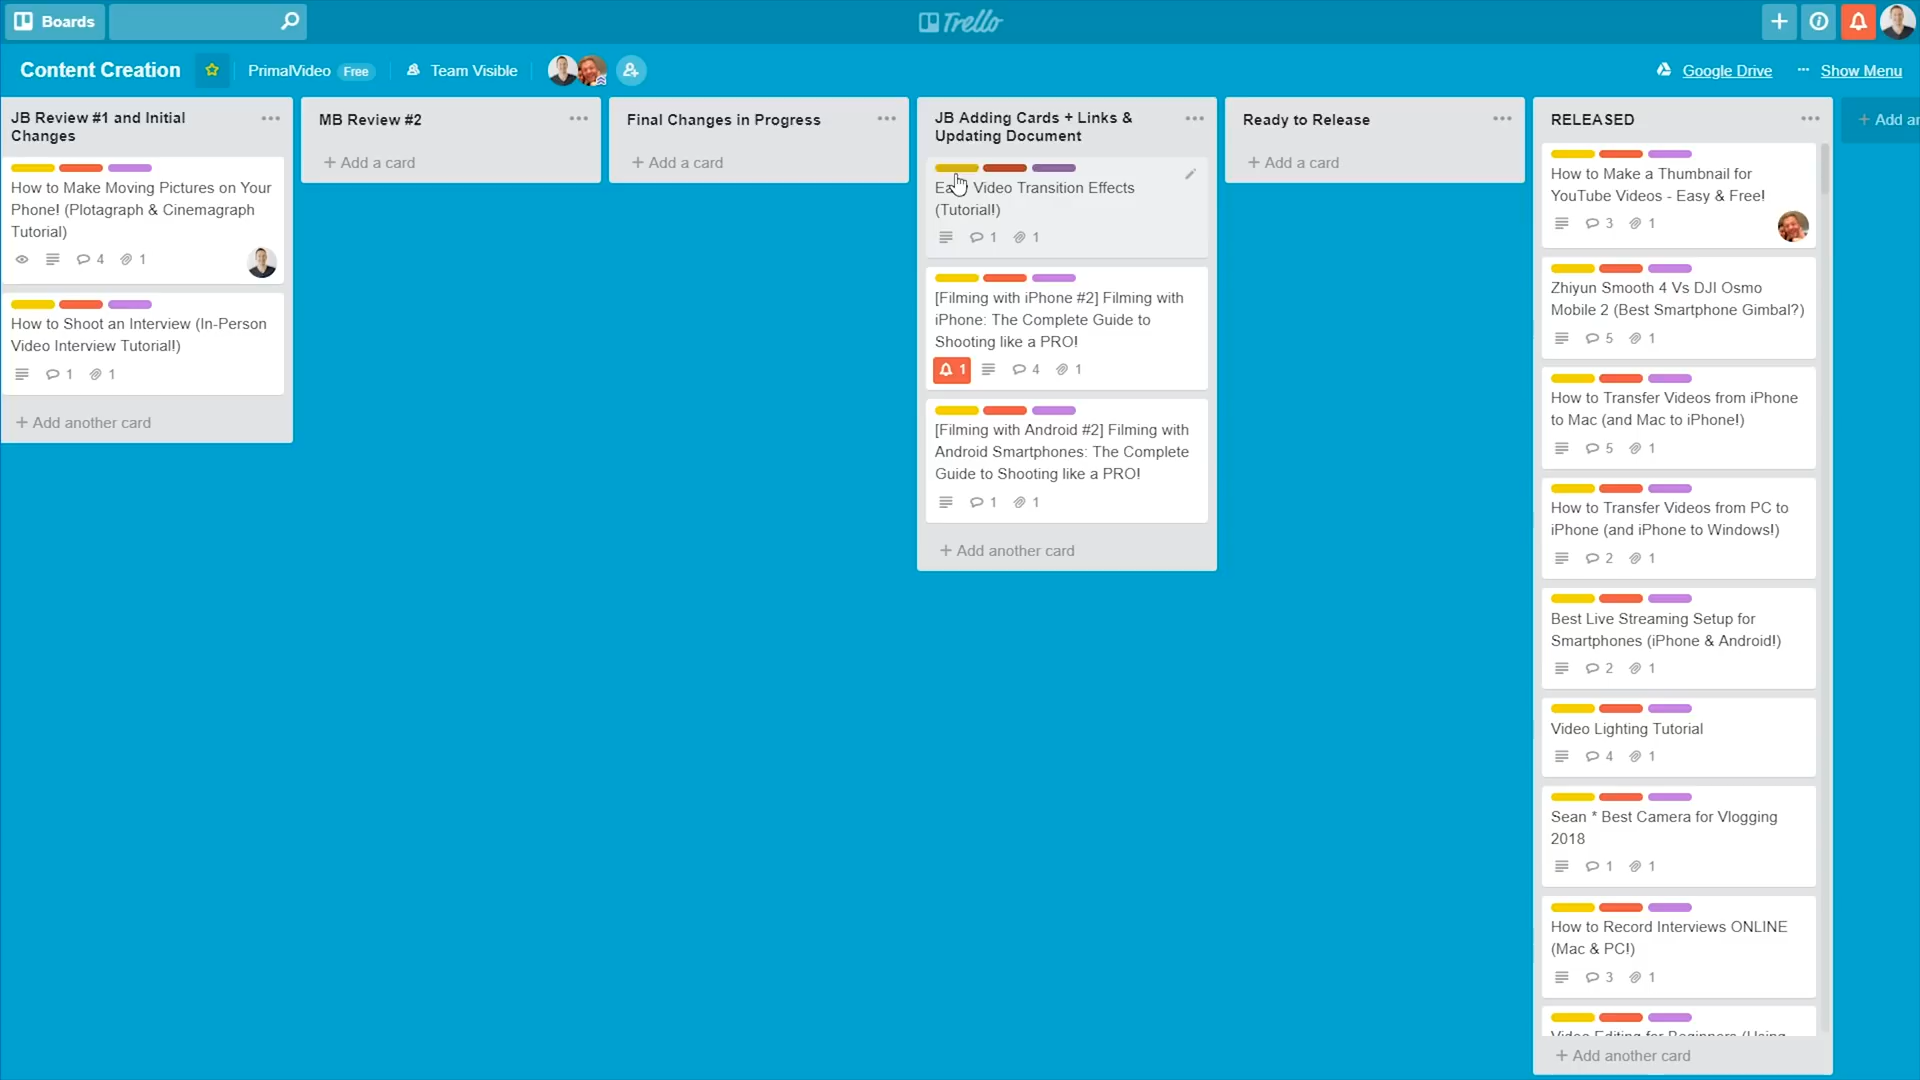 Boards
Trello
Content Creation
PrimalVideo Free
Team Visible
Google Drive
... Show Menu
JB Review #1 and Initial
Changes
How to Make Moving Pictures on Your
Phone! (Plotagraph & Cinemagraph
Tutorial)
4 1
How to Shoot an Interview (In-Person
Video Interview Tutorial!)
1 1
+ Add another card
MB Review #2
+ Add a card
Final Changes in Progress
+ Add a card
JB Adding Cards + Links &
Updating Document
Video Transition Effects
(Tutorial!)
1 1
[Filming with iPhone #2] Filming with
iPhone: The Complete Guide to
Shooting like a PRO!
1 4 1
[Filming with Android #2] Filming with
Android Smartphones: The Complete
Guide to Shooting like a PRO!
1 1
+ Add another card
Ready to Release
+ Add a card
RELEASED
How to Make a Thumbnail for
YouTube Videos - Easy & Free!
3 1
Zhiyun Smooth 4 Vs DJI Osmo
Mobile 2 (Best Smartphone Gimbal?)
5 1
How to Transfer Videos from iPhone
to Mac (and Mac to iPhone!)
5 1
How to Transfer Videos from PC to
iPhone (and iPhone to Windows!)
2 1
Best Live Streaming Setup for
Smartphones (iPhone & Android!)
2 1
Video Lighting Tutorial
4 1
Sean * Best Camera for Vlogging
2018
1 1
How to Record Interviews ONLINE
(Mac & PC!)
3 1
Video Editing for Beginners (Using
+ Add another card
+ Add